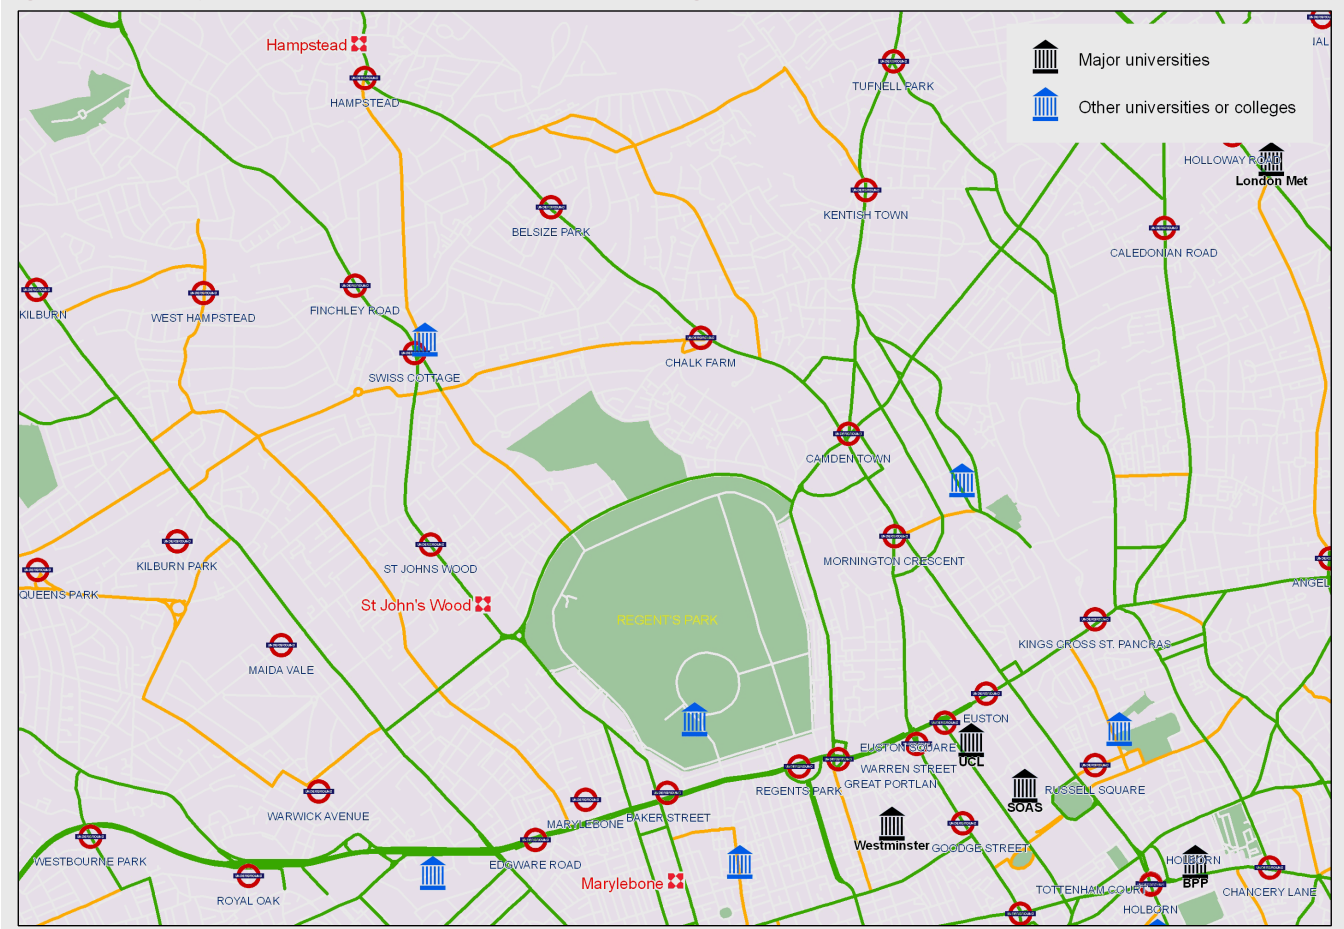 Hampstead
HAMPSTEAD
TUFNELL PARK
Major universities
Other universities or colleges
IAL
HOLLOWAY ROAD
London Met
KENTISH TOWN
BELSIZE PARK
CALEDONIAN ROAD
KILBURN
WEST HAMPSTEAD
FINCHLEY ROAD
SWISS COTTAGE
CHALK FARM
CAMDEN TOWN
KILBURN PARK
ST JOHNS WOOD
MORNINGTON CRESCENT
QUEENS PARK
ANGEL
St John's Wood
REGENT'S PARK
KINGS CROSS ST. PANCRAS
MAIDA VALE
EUSTON
EUSTON SQUARE
UCL
WARREN STREET
GREAT PORTLAN
REGENTS PARK
RUSSELL SQUARE
SOAS
WARWICK AVENUE
MARYLEBONE
BAKER STREET
Westminster
GOODGE STREET
WESTBOURNE PARK
EDGWARE ROAD
HOLBORN
BPP
Marylebone
TOTTENHAM COUR
CHANCERY LANE
ROYAL OAK
HOLBORN